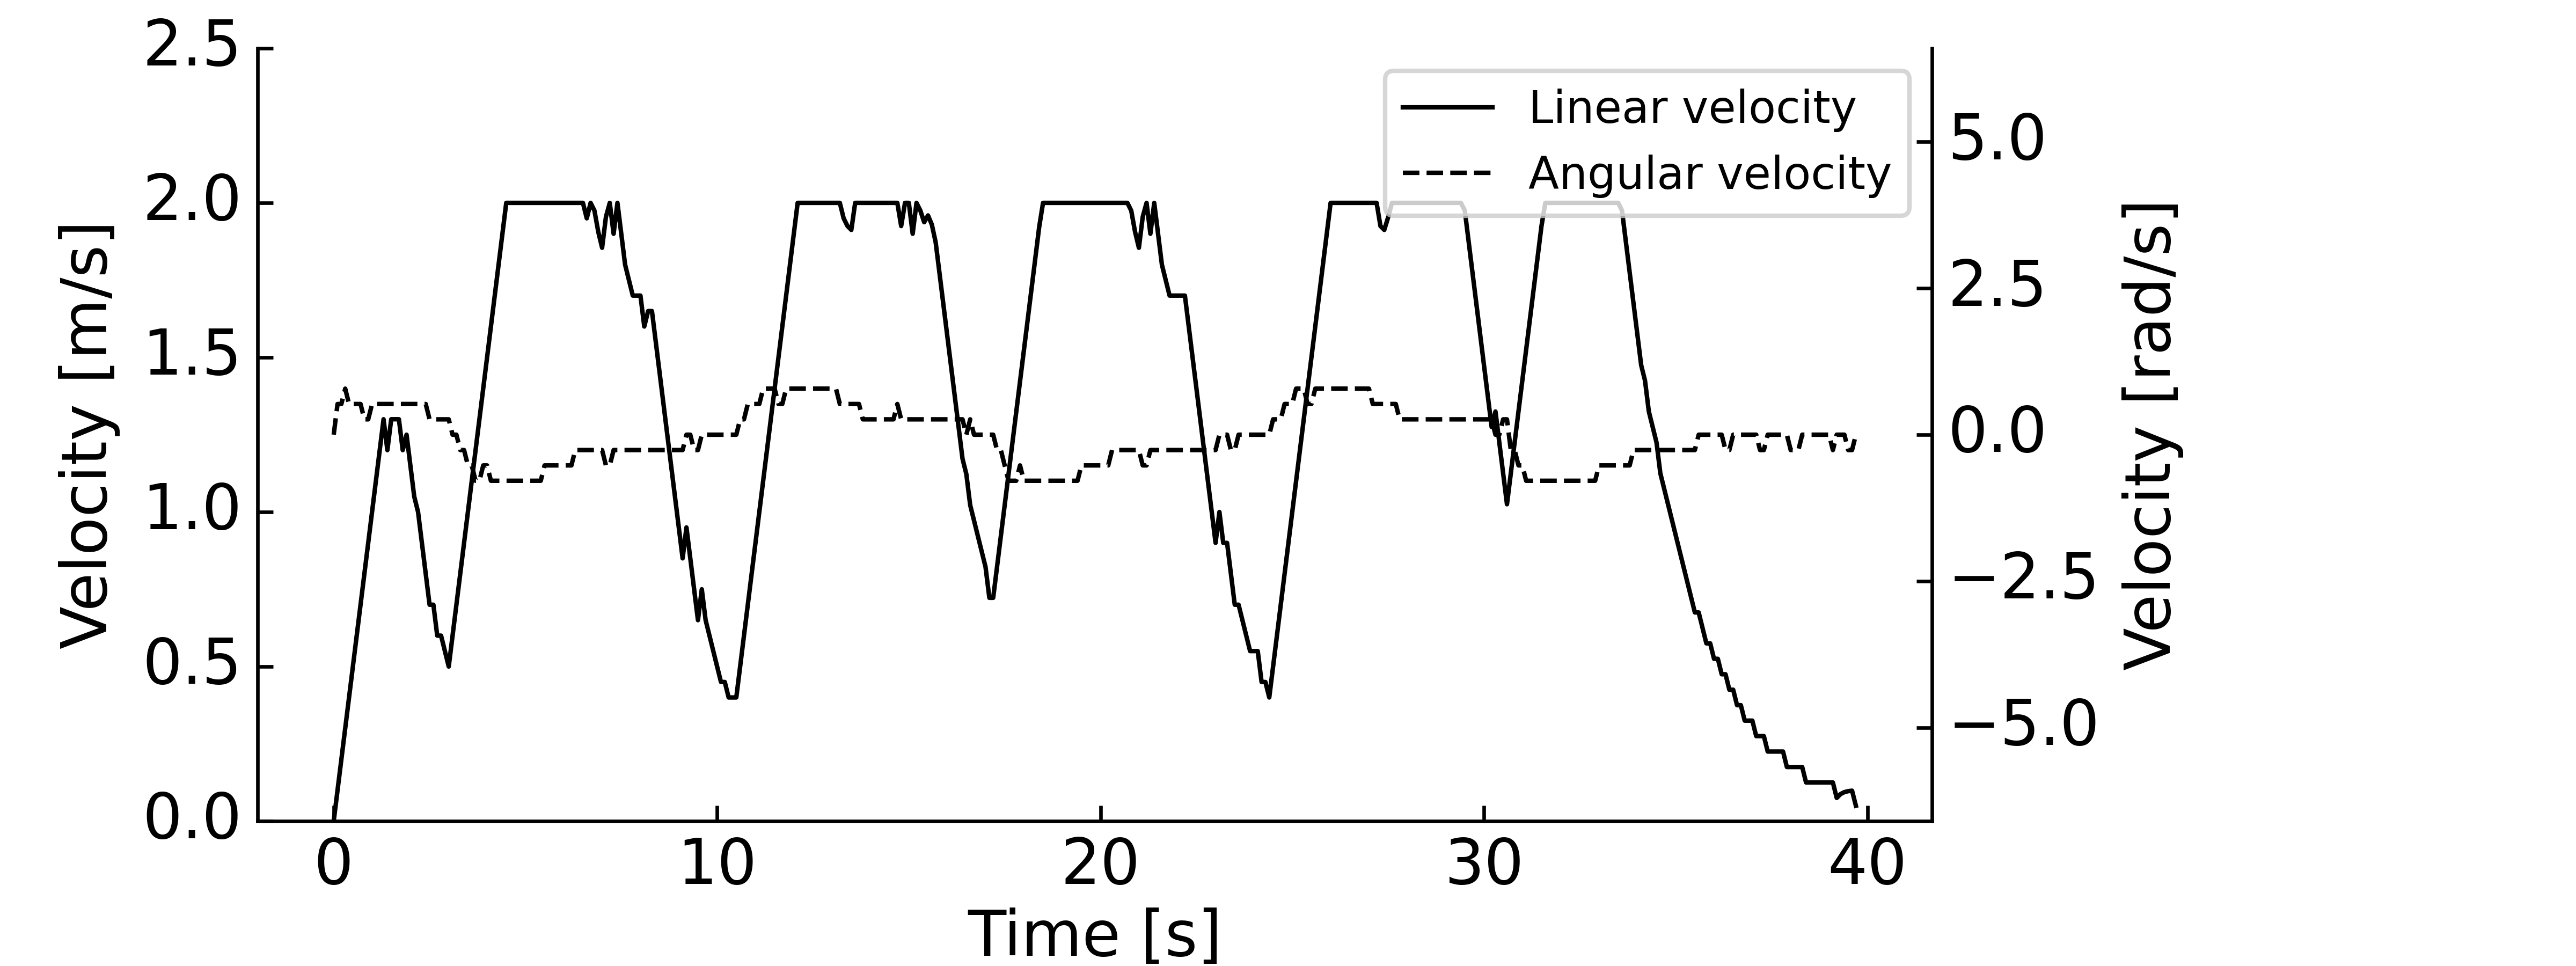 2.5
2.0
1.5
1.0
0.5
0.0
Velocity [m/s]
Linear velocity
Angular velocity
5.0
2.5
0.0
−2.5
−5.0
Velocity [rad/s]
0 10 20 30 40
Time [s]